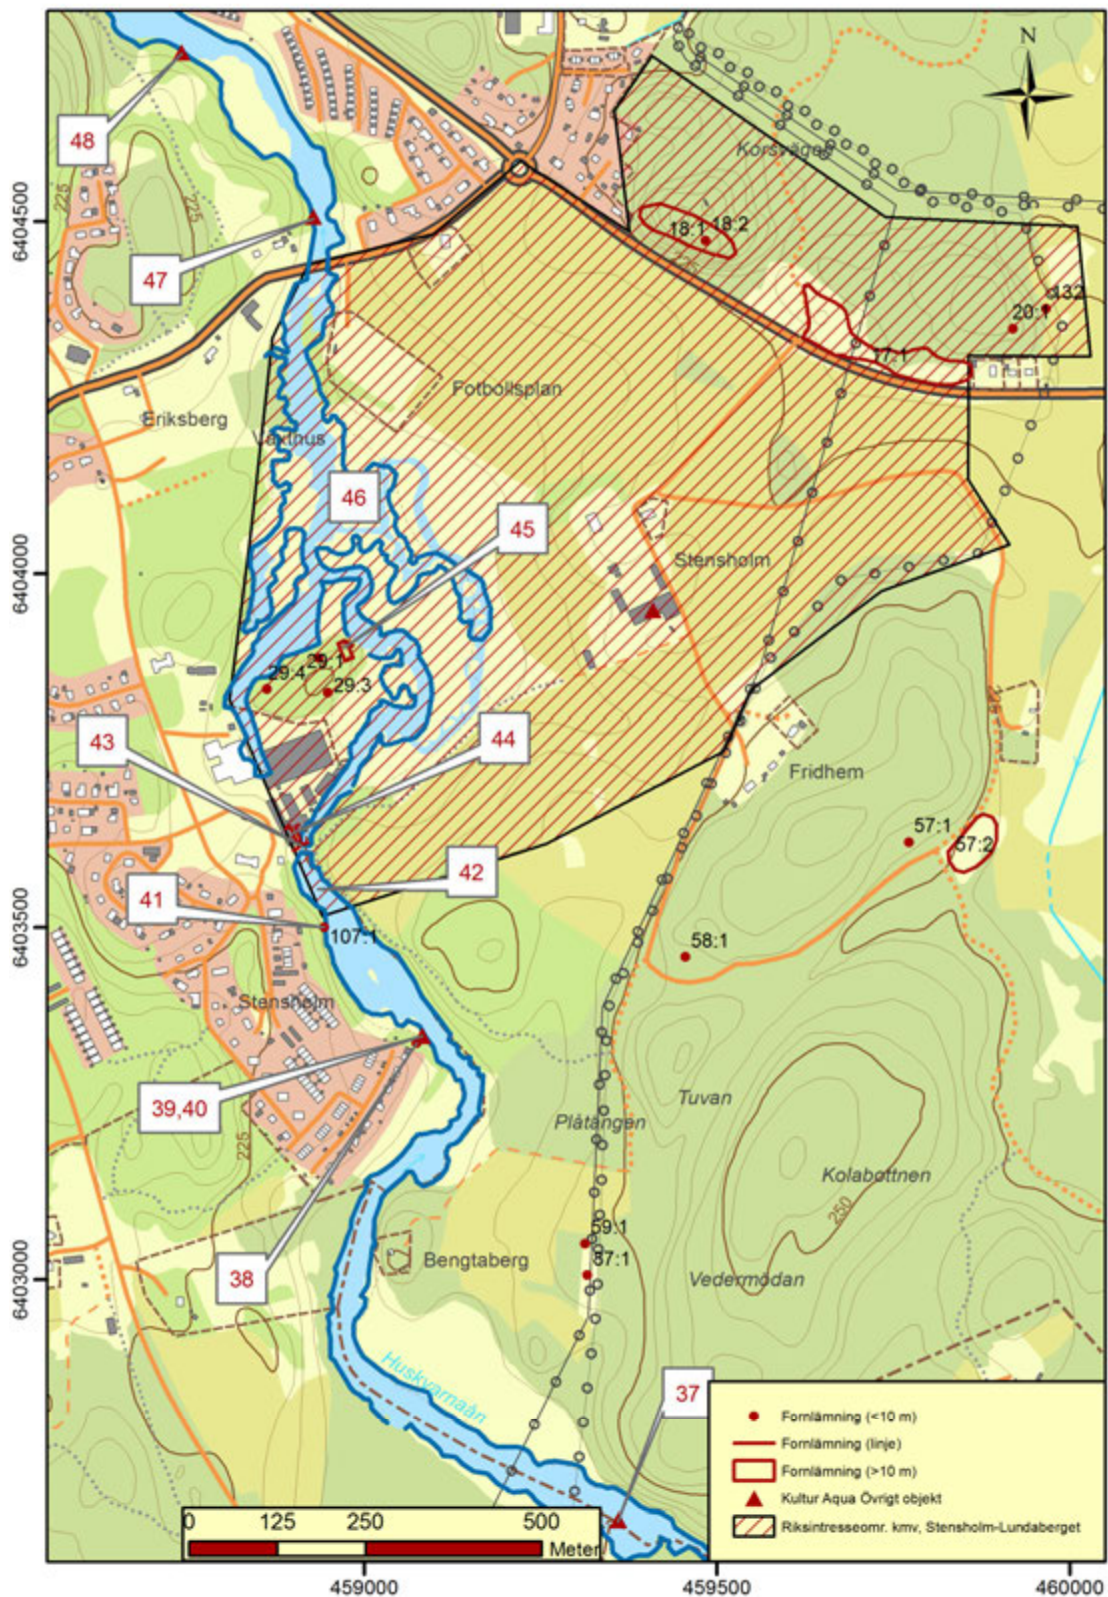 N
48
47
225
225
Korsvägen
18:1
18:2
225
132
20:1
17:1
Fotbollsplan
Eriksberg
Växthus
46
45
Stensholm
29:1
29:4
29:3
43
44
225
Fridhem
57:1
57:2
42
41
107:1
58:1
Stensholm
39,40
225
Tuvan
Plåtängen
Kolabottnen
250
59:1
87:1
Bengtaberg
Vedermödan
38
Huskvarnaån
37
Fornlämning (<10 m)
Fornlämning (linje)
Fornlämning (>10 m)
Kultur Aqua Övrigt objekt
Riksintresseomr. kmv, Stensholm-Lundaberget
0 125 250 500
Meter
6404500
6404000
6403500
6403000
459000 459500 460000